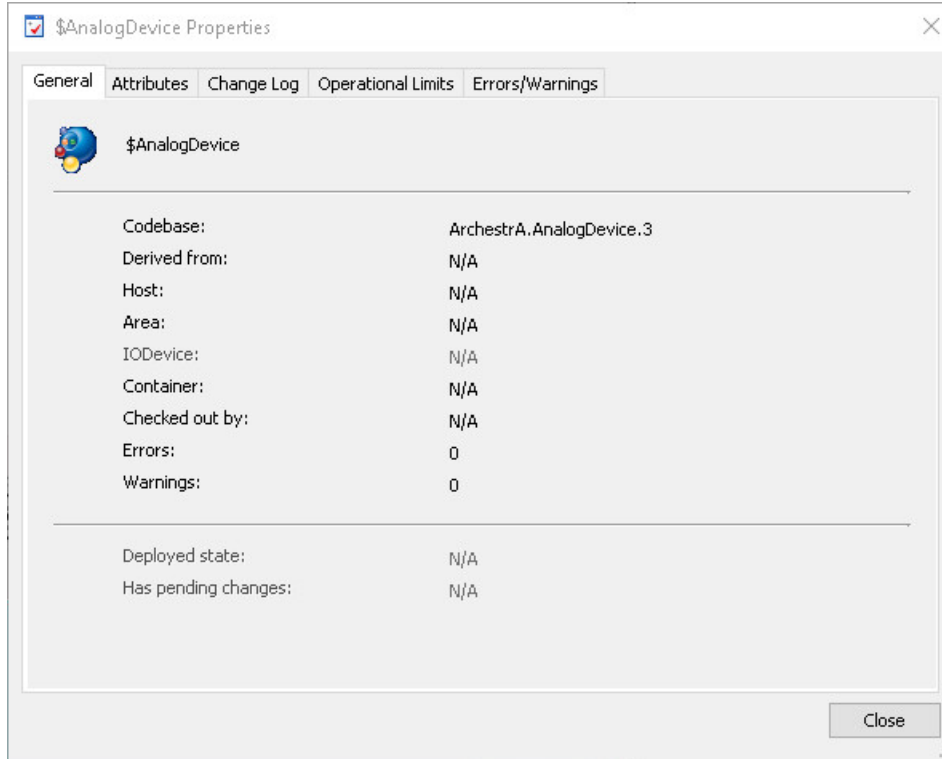 $AnalogDevice Properties
General Attributes Change Log Operational Limits Errors/Warnings
$AnalogDevice
Codebase: ArchestrA.AnalogDevice.3
Derived from: N/A
Host: N/A
Area: N/A
IODevice: N/A
Container: N/A
Checked out by: N/A
Errors: 0
Warnings: 0
Deployed state: N/A
Has pending changes: N/A
Close